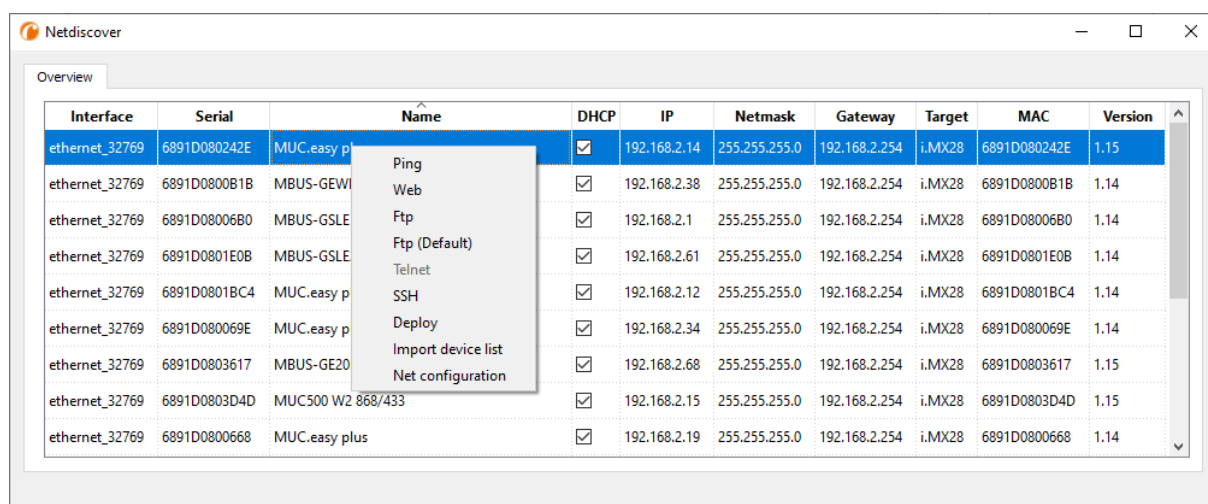 Netdiscover
Overview
Interface Serial Name DHCP IP Netmask Gateway Target MAC Version
ethernet_32769 6891D080242E MUC.easy 192.168.2.14 255.255.255.0 192.168.2.254 i.MX28 6891D080242E 1.15
ethernet_32769 6891D0800B1B 192.168.2.38 255.255.255.0 192.168.2.254 i.MX28 6891D0800B1B 1.14
ethernet_32769 6891D08006B0 MBUS-GSLE 192.168.2.1 255.255.255.0 192.168.2.254 i.MX28 6891D08006B0 1.14
ethernet_32769 6891D0801E0B MBUS-GSLE 192.168.2.61 255.255.255.0 192.168.2.254 i.MX28 6891D0801E0B 1.14
ethernet_32769 6891D0801BC4 MUC.easy p 192.168.2.12 255.255.255.0 192.168.2.254 i.MX28 6891D0801BC4 1.14
ethernet_32769 6891D080069E MUC.easy p 192.168.2.34 255.255.255.0 192.168.2.254 i.MX28 6891D080069E 1.14
ethernet_32769 6891D0803617 MBUS-GE20 192.168.2.68 255.255.255.0 192.168.2.254 i.MX28 6891D0803617 1.15
ethernet_32769 6891D0803D4D MUC500 W2 868/433 192.168.2.15 255.255.255.0 192.168.2.254 i.MX28 6891D0803D4D 1.15
ethernet_32769 6891D0800668 MUC.easy plus 192.168.2.19 255.255.255.0 192.168.2.254 i.MX28 6891D0800668 1.14
Ping
Web
Ftp
Ftp (Default)
Telnet
SSH
Deploy
Import device list
Net configuration